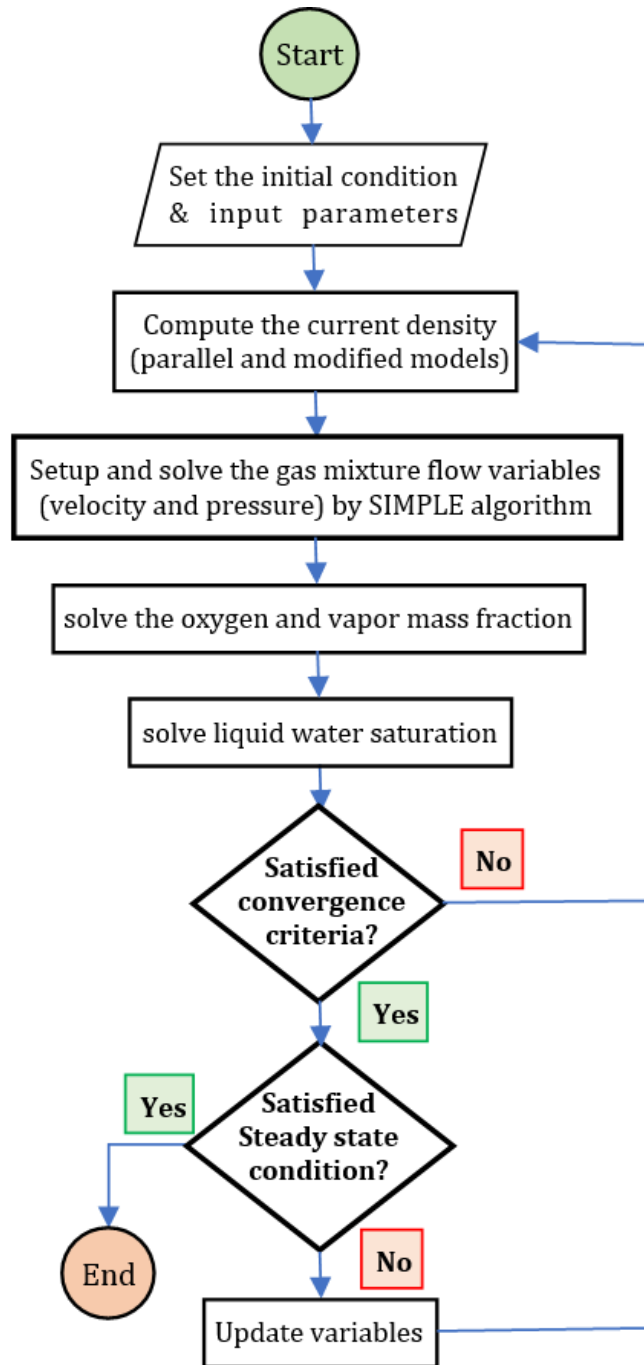 Start
Set the initial condition
& input parameters
Compute the current density
(parallel and modified models)
Setup and solve the gas mixture flow variables
(velocity and pressure) by SIMPLE algorithm
solve the oxygen and vapor mass fraction
solve liquid water saturation
Satisfied
convergence
criteria?
No
Yes
Satisfied
Steady state
condition?
Yes
End
No
Update variables